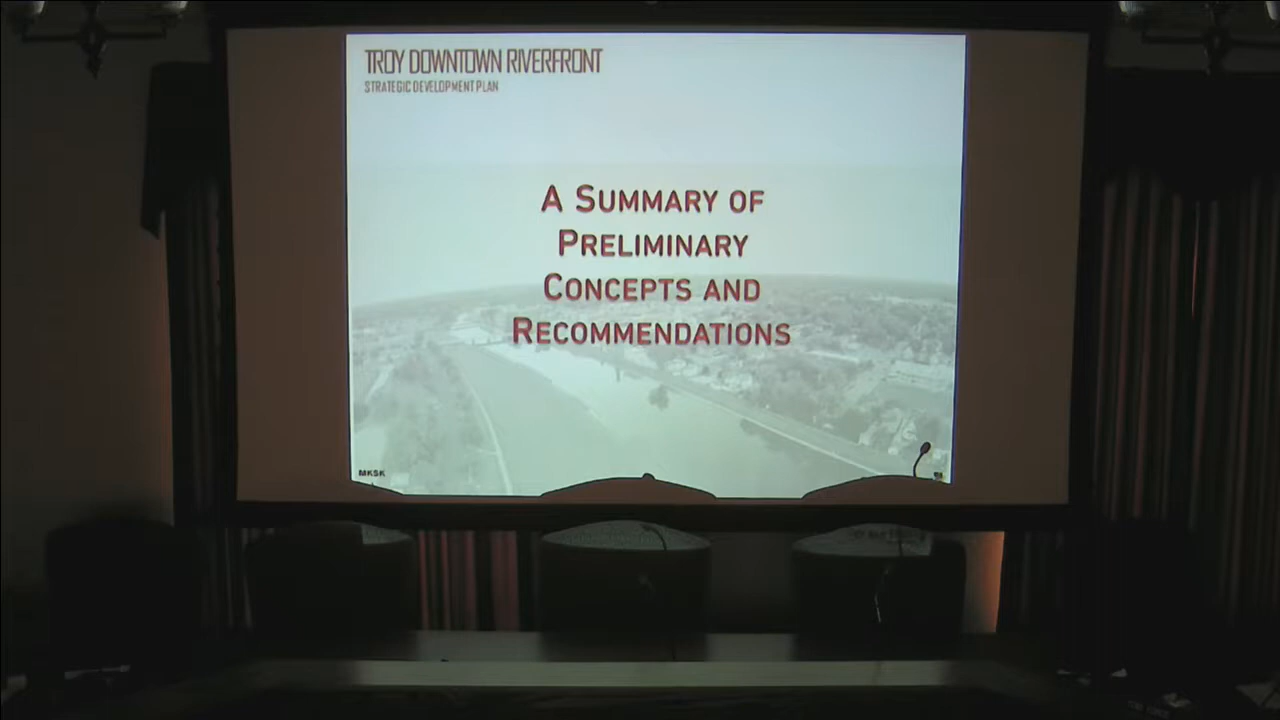 TROY DOWNTOWN RIVERFRONT
STRATEGIC DEVELOPMENT PLAN
A SUMMARY OF
PRELIMINARY
CONCEPTS AND
RECOMMENDATIONS
MKSK